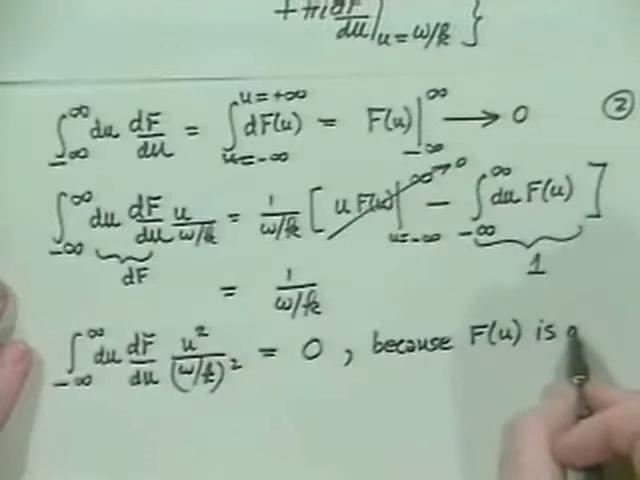 + πi dF/du |_{u = ω/k} }
②
∫_{-∞}^{∞} du dF/du = ∫_{u=-∞}^{u=+∞} dF(u) = F(u) |_{-∞}^{∞} → 0
∫_{-∞}^{∞} du dF/du u/(ω/k) = 1/(ω/k) [ u F(u) |_{u=-∞}^{∞} → 0 - ∫_{-∞}^{∞} du F(u) ]
dF 1
= 1/(ω/k)
∫_{-∞}^{∞} du dF/du u²/(ω/k)² = 0 , because F(u) is